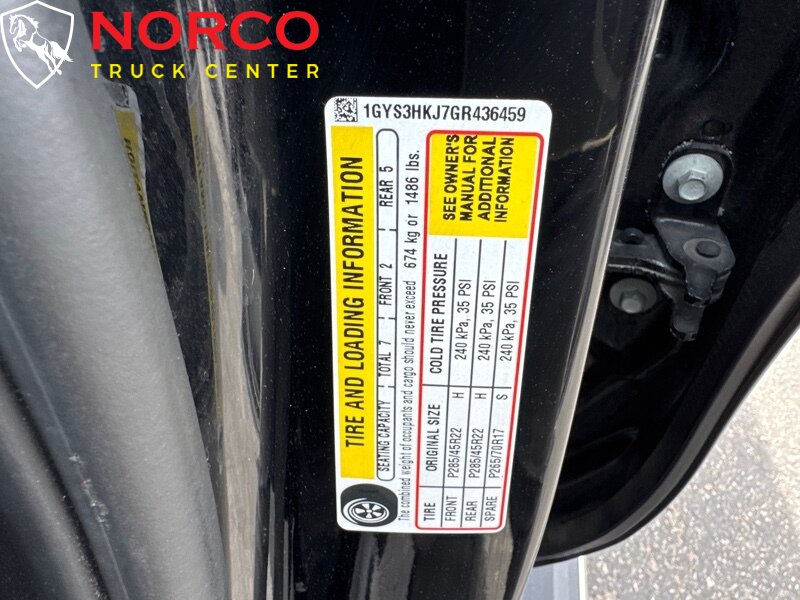 NORCO
TRUCK CENTER
1GYS3HKJ7GR436459
TIRE AND LOADING INFORMATION
SEATING CAPACITY TOTAL 7 FRONT 2 REAR 5
The combined weight of occupants and cargo should never exceed 674 kg or 1486 lbs.
TIRE ORIGINAL SIZE COLD TIRE PRESSURE
FRONT P285/45R22 H 240 kPa, 35 PSI
REAR P285/45R22 H 240 kPa, 35 PSI
SPARE P265/70R17 S 240 kPa, 35 PSI
SEE OWNER'S
MANUAL FOR
ADDITIONAL
INFORMATION